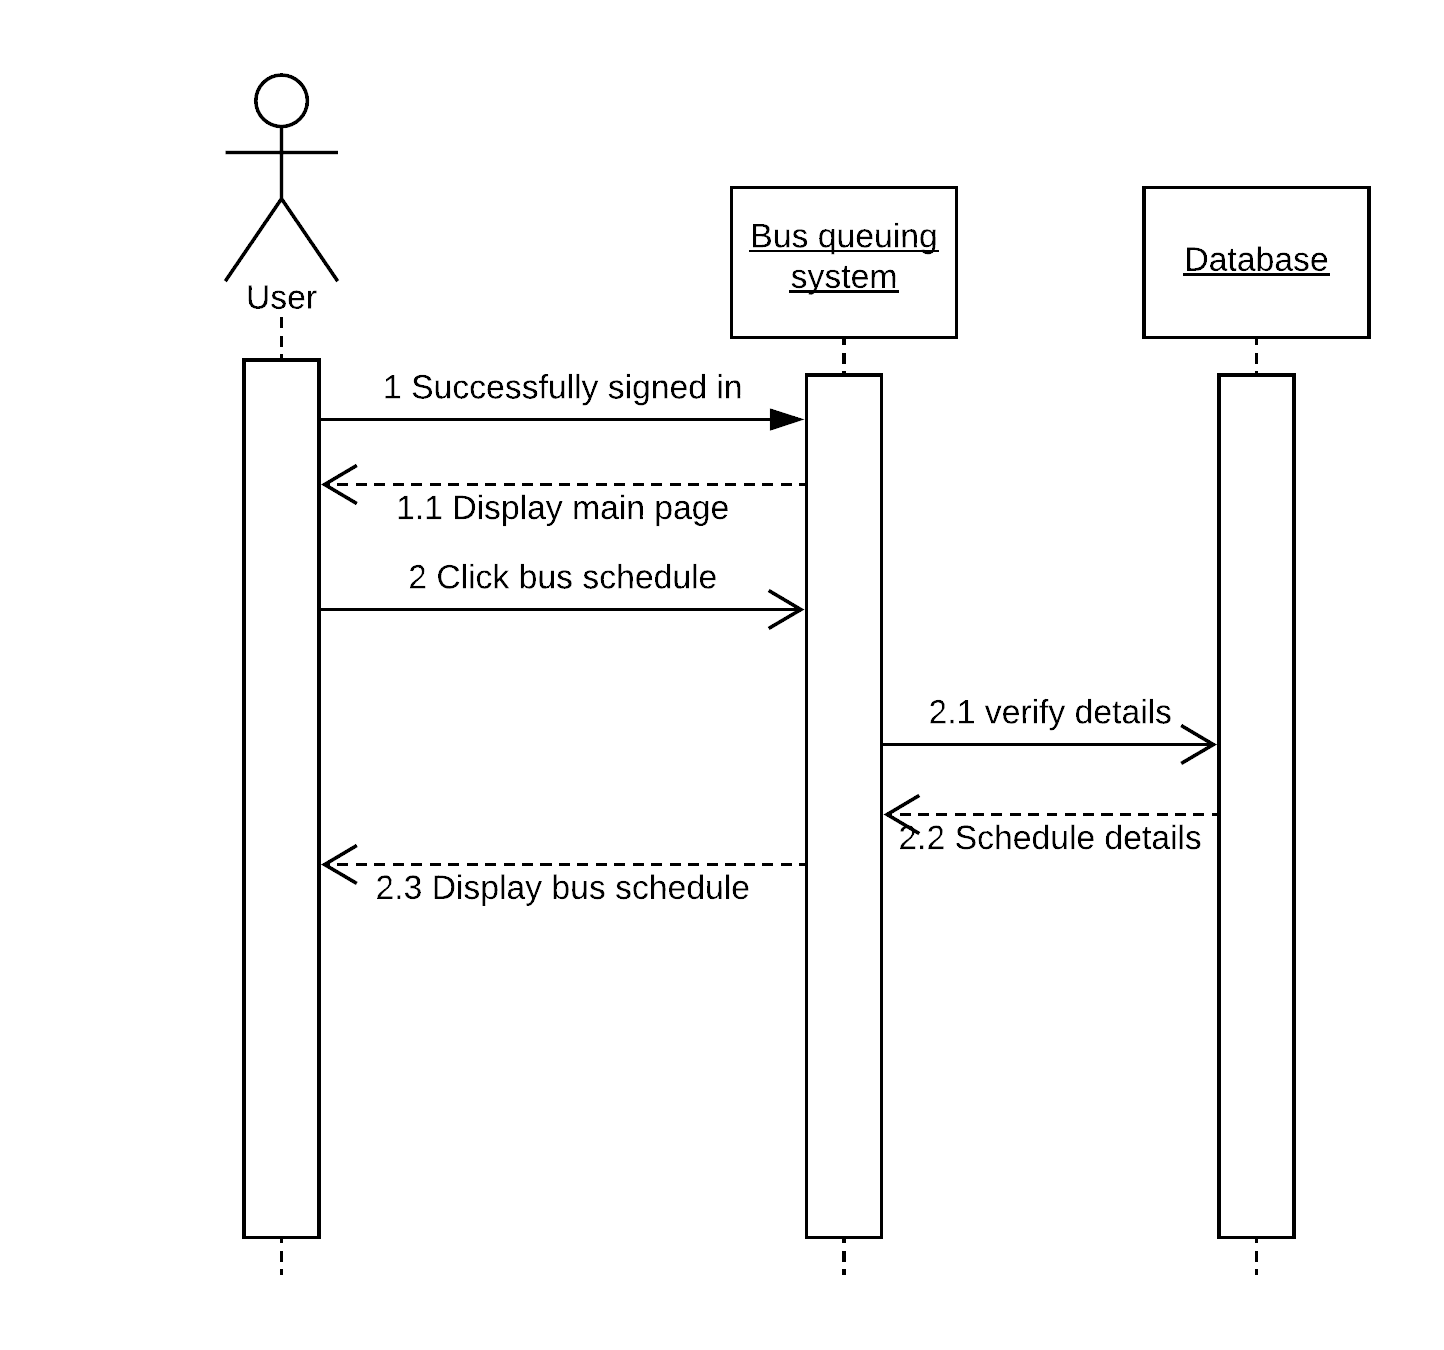 User
Bus queuing
system
Database
1 Successfully signed in
1.1 Display main page
2 Click bus schedule
2.1 verify details
2.2 Schedule details
2.3 Display bus schedule